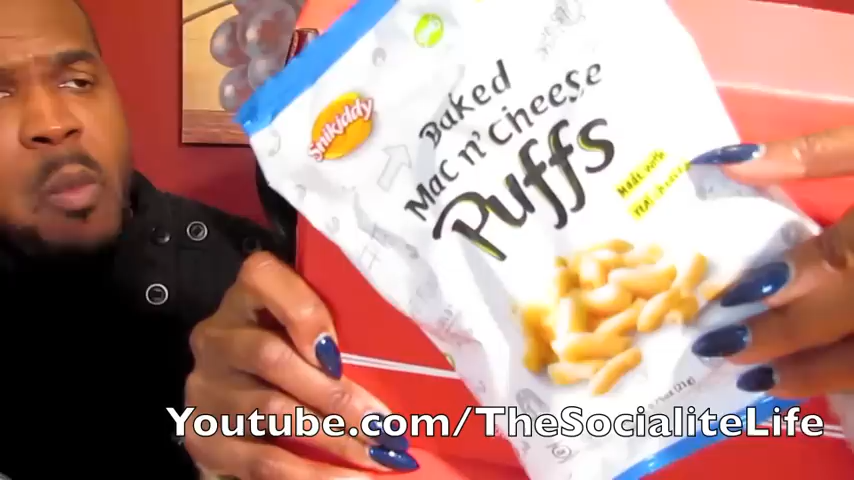 Snikiddy
Baked
Mac n' Cheese
Puffs
Made with
Youtube.com/TheSocialiteLife